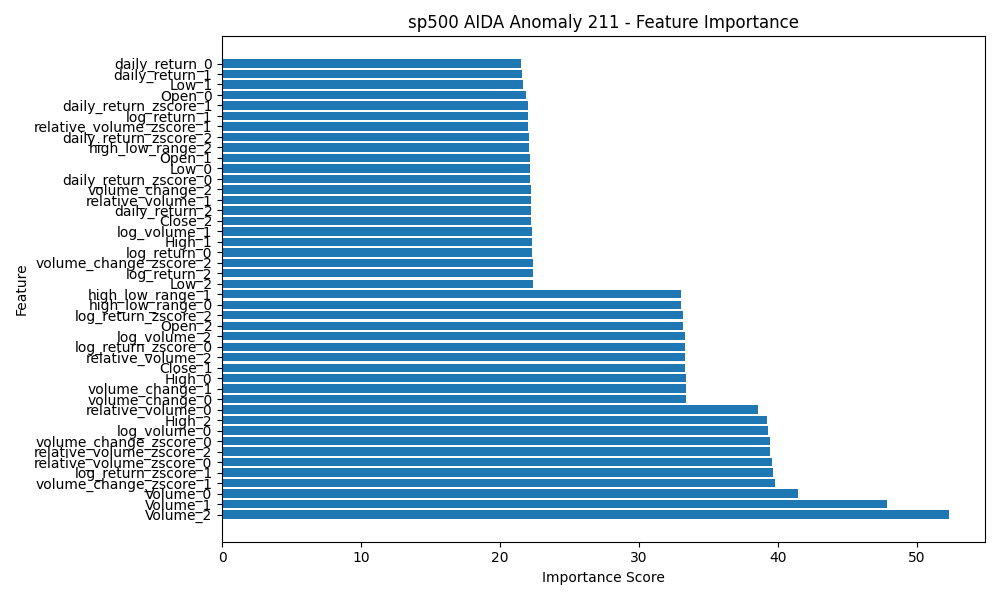 sp500 AIDA Anomaly 211 - Feature Importance
Feature
daily_return_0
daily_return_1
Low_1
Open_0
daily_return_zscore_1
log_return_1
relative_volume_zscore_1
daily_return_zscore_2
high_low_range_2
Open_1
Low_0
daily_return_zscore_0
volume_change_2
relative_volume_1
daily_return_2
Close_2
log_volume_1
High_1
log_return_0
volume_change_zscore_2
log_return_2
Low_2
high_low_range_1
high_low_range_0
log_return_zscore_2
Open_2
log_volume_2
log_return_zscore_0
relative_volume_2
Close_1
High_0
volume_change_1
volume_change_0
relative_volume_0
High_2
log_volume_0
volume_change_zscore_0
relative_volume_zscore_2
relative_volume_zscore_0
log_return_zscore_1
volume_change_zscore_1
Volume_0
Volume_1
Volume_2
0 10 20 30 40 50
Importance Score